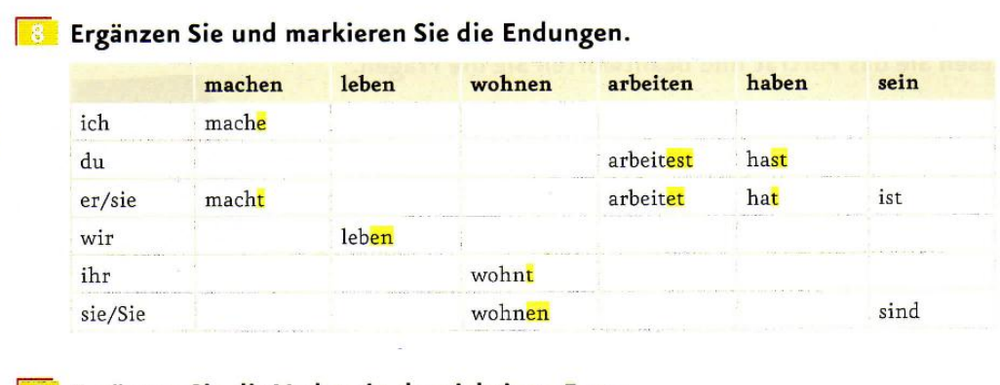 8 Ergänzen Sie und markieren Sie die Endungen.
machen leben wohnen arbeiten haben sein
ich mache
du arbeitest hast
er/sie macht arbeitet hat ist
wir leben
ihr wohnt
sie/Sie wohnen sind